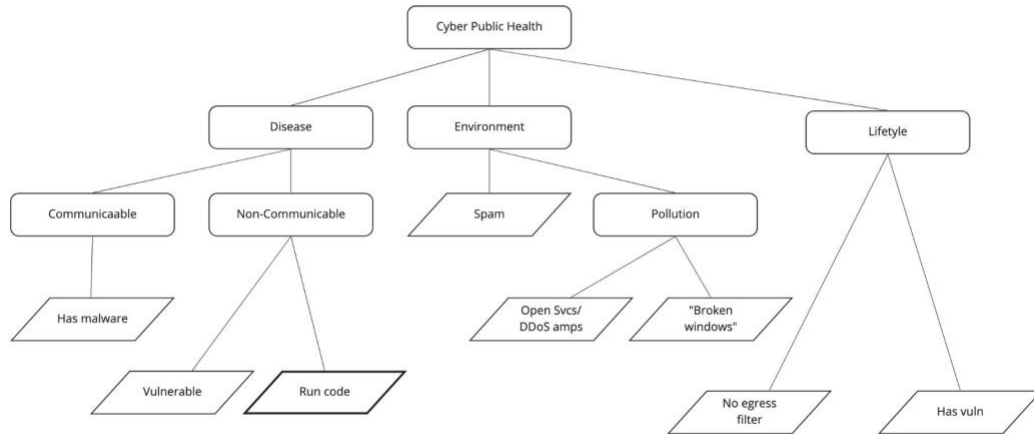 Cyber Public Health
Disease
Environment
Lifetyle
Communicaable
Non-Communicable
Spam
Pollution
Has malware
Open Svcs/
DDoS amps
"Broken
windows"
Vulnerable
Run code
No egress
filter
Has vuln